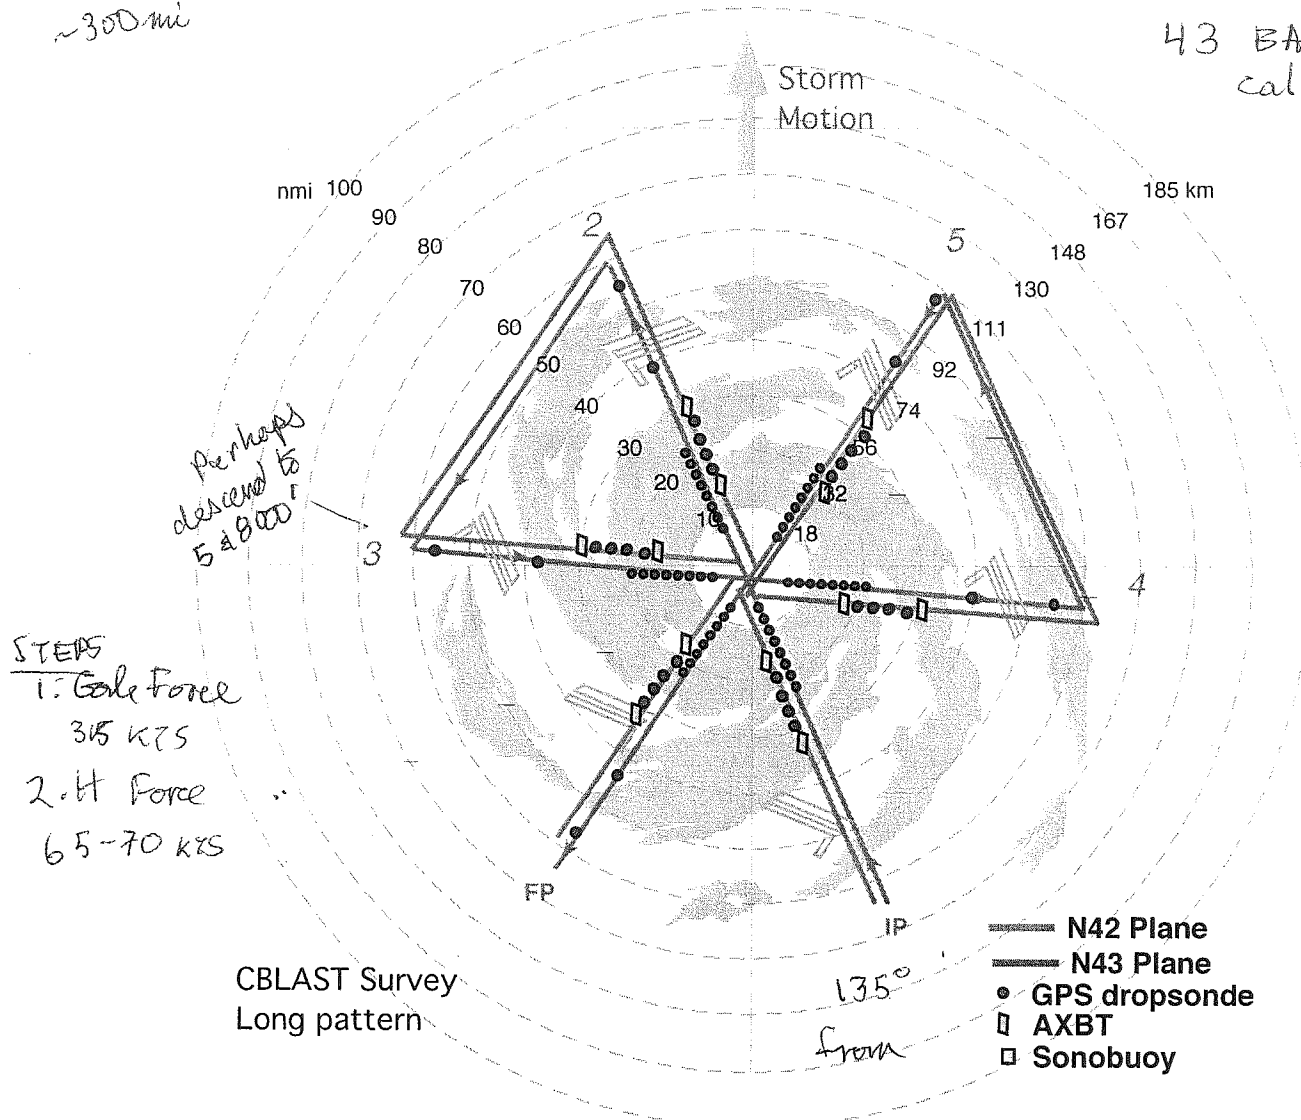 ~300 mi
43 BA
cal
Storm
Motion
nmi 100
90
80
70
60
50
40
30
20
10
185 km
167
148
130
111
92
74
56
32
18
2
5
3
4
Perhaps
descend to
8000'
STEPS
1. Gale Force
KTS
2. H Force
65-70 KTS
FP
IP
135°
from
CBLAST Survey
Long pattern
N42 Plane
N43 Plane
GPS dropsonde
AXBT
Sonobuoy